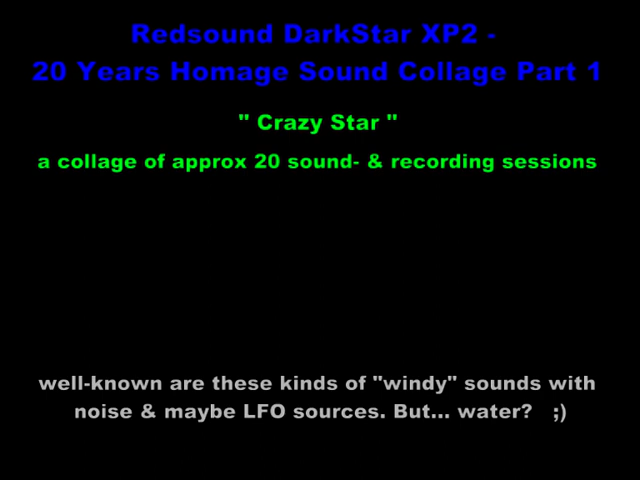 Redsound DarkStar XP2 -
20 Years Homage Sound Collage Part 1
" Crazy Star "
a collage of approx 20 sound- & recording sessions
well-known are these kinds of "windy" sounds with
noise & maybe LFO sources. But... water? ;)